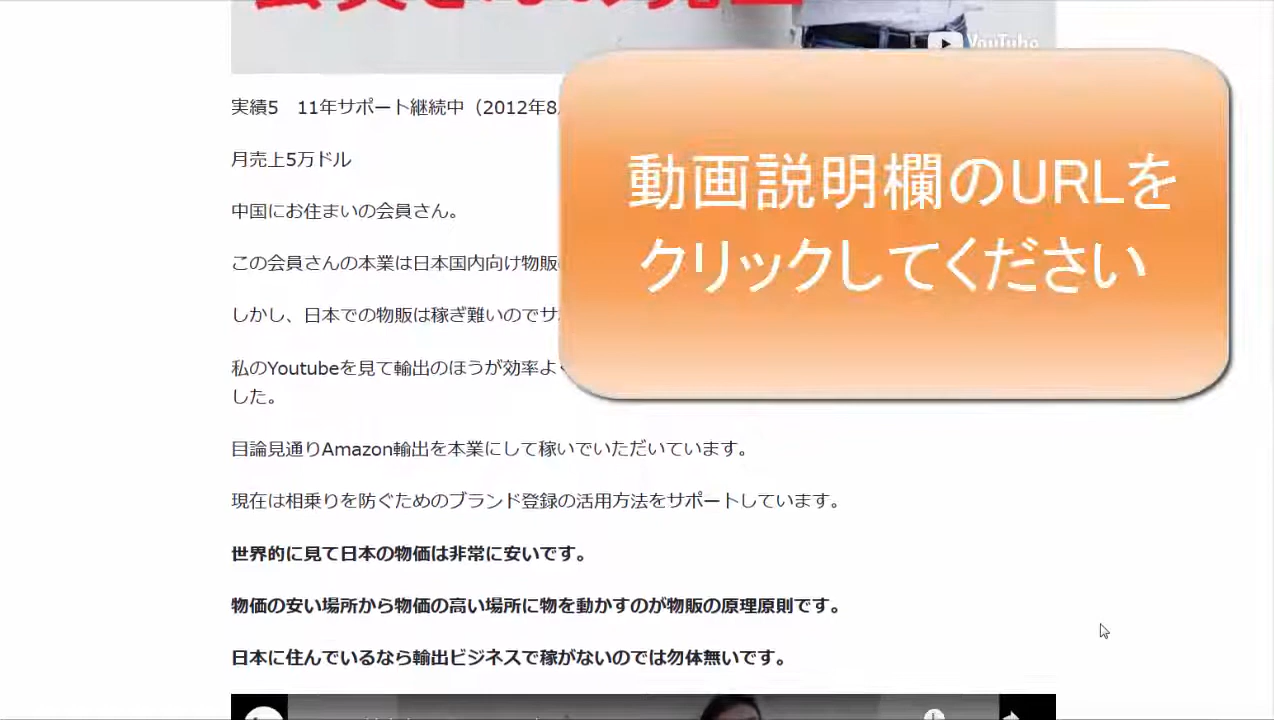 YouTube
実績5　11年サポート継続中（2012年8
月売上5万ドル
中国にお住まいの会員さん。
この会員さんの本業は日本国内向け物販
しかし、日本での物販は稼ぎ難いのでサ
私のYoutubeを見て輸出のほうが効率よ
した。
目論見通りAmazon輸出を本業にして稼いでいただいています。
現在は相乗りを防ぐためのブランド登録の活用方法をサポートしています。
世界的に見て日本の物価は非常に安いです。
物価の安い場所から物価の高い場所に物を動かすのが物販の原理原則です。
日本に住んでいるなら輸出ビジネスで稼がないのでは勿体無いです。
動画説明欄のURLを
クリックしてください